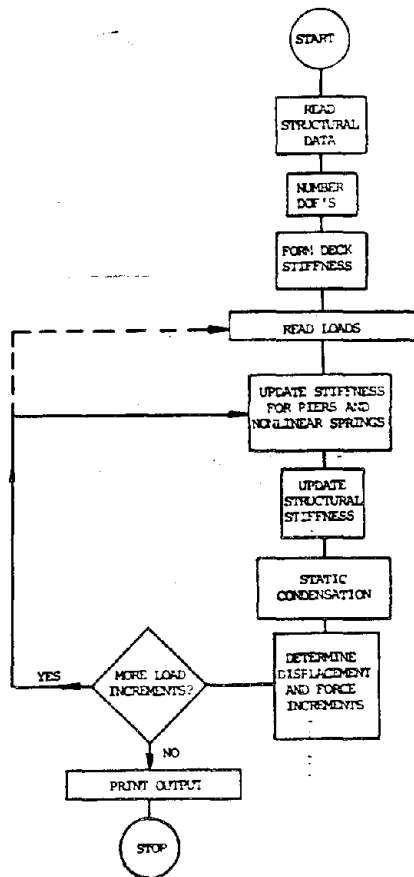 START
READ
STRUCTURAL
DATA
NUMBER
DOF'S
FORM DECK
STIFFNESS
READ LOADS
UPDATE STIFFNESS
FOR PIERS AND
NONLINEAR SPRINGS
UPDATE
STRUCTURAL
STIFFNESS
STATIC
CONDENSATION
DETERMINE
DISPLACEMENT
AND FORCE
INCREMENTS
MORE LOAD
INCREMENTS?
YES
NO
PRINT OUTPUT
STOP